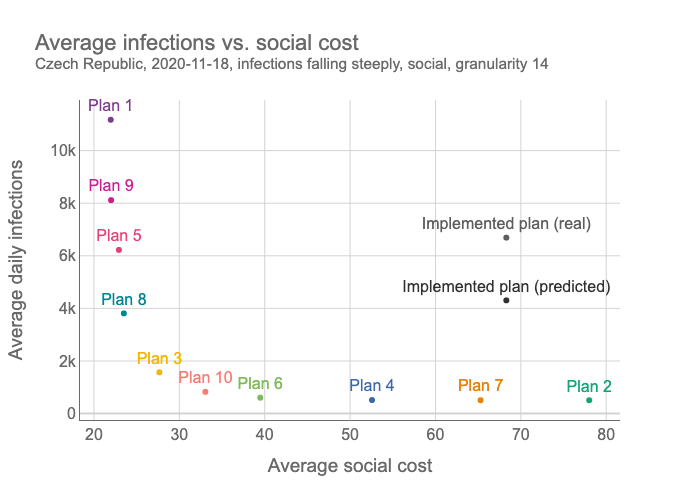 Average infections vs. social cost
Czech Republic, 2020-11-18, infections falling steeply, social, granularity 14
Plan 1
10k
Plan 9
8k
Implemented plan (real)
Plan 5
6k
Implemented plan (predicted)
Plan 8
4k
Plan 3
2k
Plan 10
Plan 6
Plan 4
Plan 7
Plan 2
0
20
30
40
50
60
70
80
Average social cost
Average daily infections